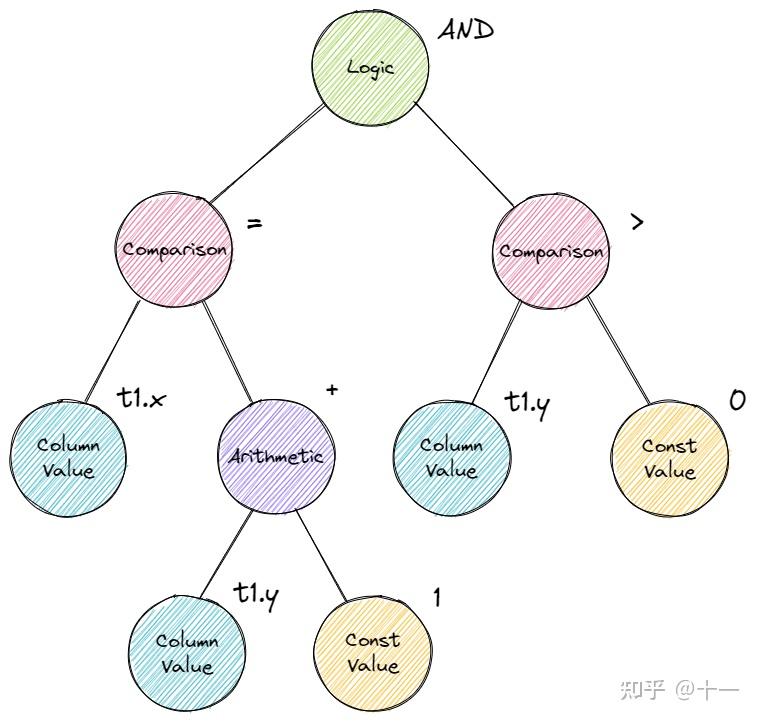 AND
Logic
=
Comparison
>
Comparison
t1.x
Column
Value
+
Arithmetic
t1.y
Column
Value
0
Const
Value
t1.y
Column
Value
1
Const
Value
知乎 @十一